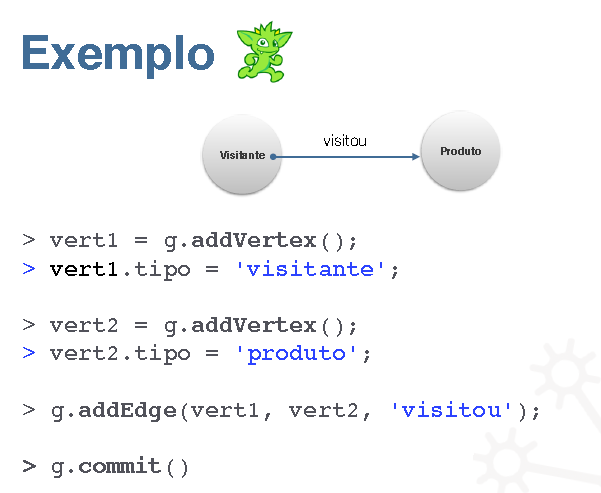 Exemplo
visitou
Visitante
Produto
> vert1 = g.addVertex();
> vert1.tipo = 'visitante';
> vert2 = g.addVertex();
> vert2.tipo = 'produto';
> g.addEdge(vert1, vert2, 'visitou');
> g.commit()